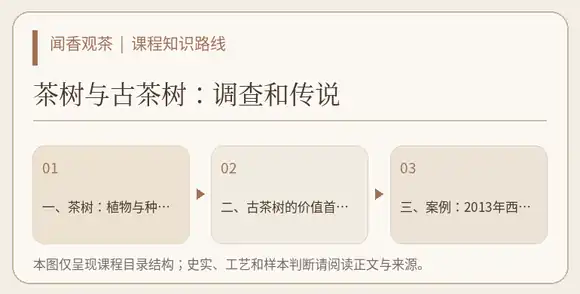 闻香观茶｜课程知识路线
茶树与古茶树：调查和传说
01
一、茶树：植物与种…
02
二、古茶树的价值首…
03
三、案例：2013年西…
本图仅呈现课程目录结构；史实、工艺和样本判断请阅读正文与来源。